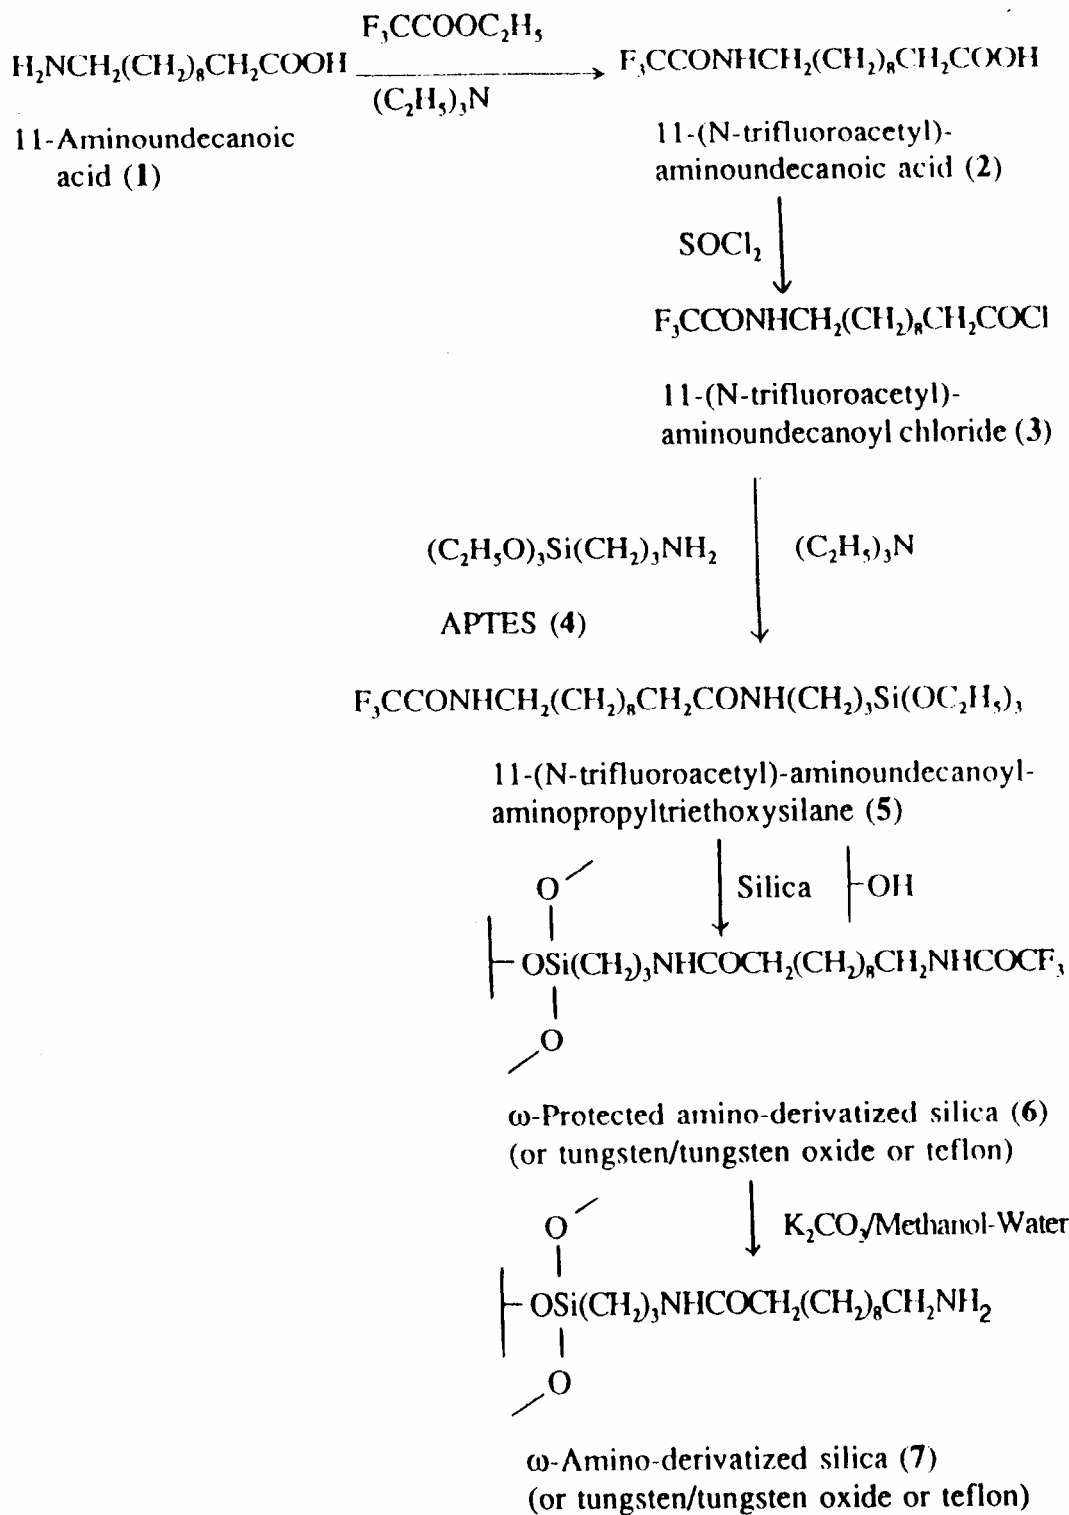 F₃CCOOC₂H₅
H₂NCH₂(CH₂)₈CH₂COOH
F₃CCONHCH₂(CH₂)₈CH₂COOH
(C₂H₅)₃N
11-Aminoundecanoic
acid (1)
11-(N-trifluoroacetyl)-
aminoundecanoic acid (2)
SOCl₂
F₃CCONHCH₂(CH₂)₈CH₂COCl
11-(N-trifluoroacetyl)-
aminoundecanoyl chloride (3)
(C₂H₅O)₃Si(CH₂)₃NH₂
(C₂H₅)₃N
APTES (4)
F₃CCONHCH₂(CH₂)₈CH₂CONH(CH₂)₃Si(OC₂H₅)₃
11-(N-trifluoroacetyl)-aminoundecanoyl-
aminopropyltriethoxysilane (5)
Silica
OH
O
OSi(CH₂)₃NHCOCH₂(CH₂)₈CH₂NHCOCF₃
O
ω-Protected amino-derivatized silica (6)
(or tungsten/tungsten oxide or teflon)
K₂CO₃/Methanol-Water
O
OSi(CH₂)₃NHCOCH₂(CH₂)₈CH₂NH₂
O
ω-Amino-derivatized silica (7)
(or tungsten/tungsten oxide or teflon)